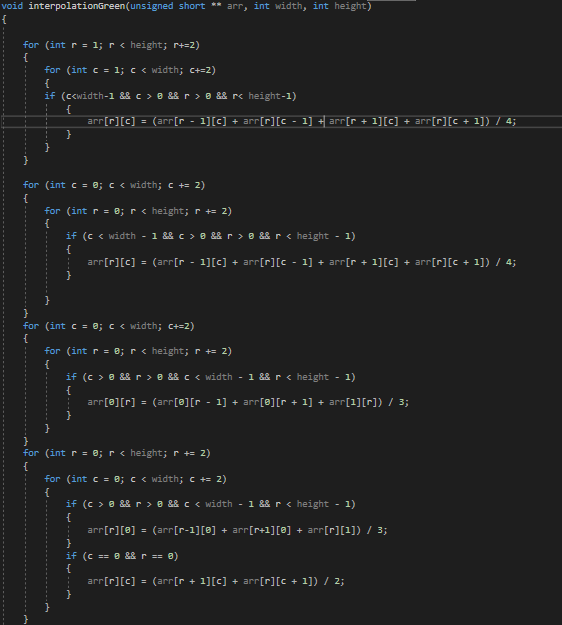 void interpolationGreen(unsigned short ** arr, int width, int height)
{
for (int r = 1; r < height; r+=2)
{
for (int c = 1; c < width; c+=2)
{
if (c<width-1 && c > 0 && r > 0 && r< height-1)
{
arr[r][c] = (arr[r - 1][c] + arr[r][c - 1] + arr[r + 1][c] + arr[r][c + 1]) / 4;
}
}
}
for (int c = 0; c < width; c += 2)
{
for (int r = 0; r < height; r += 2)
{
if (c < width - 1 && c > 0 && r > 0 && r < height - 1)
{
arr[r][c] = (arr[r - 1][c] + arr[r][c - 1] + arr[r + 1][c] + arr[r][c + 1]) / 4;
}
}
}
for (int c = 0; c < width; c+=2)
{
for (int r = 0; r < height; r += 2)
{
if (c > 0 && r > 0 && c < width - 1 && r < height - 1)
{
arr[0][r] = (arr[0][r - 1] + arr[0][r + 1] + arr[1][r]) / 3;
}
}
}
for (int r = 0; r < height; r += 2)
{
for (int c = 0; c < width; c += 2)
{
if (c > 0 && r > 0 && c < width - 1 && r < height - 1)
{
arr[r][0] = (arr[r-1][0] + arr[r+1][0] + arr[r][1]) / 3;
}
if (c == 0 && r == 0)
{
arr[r][c] = (arr[r + 1][c] + arr[r][c + 1]) / 2;
}
}
}